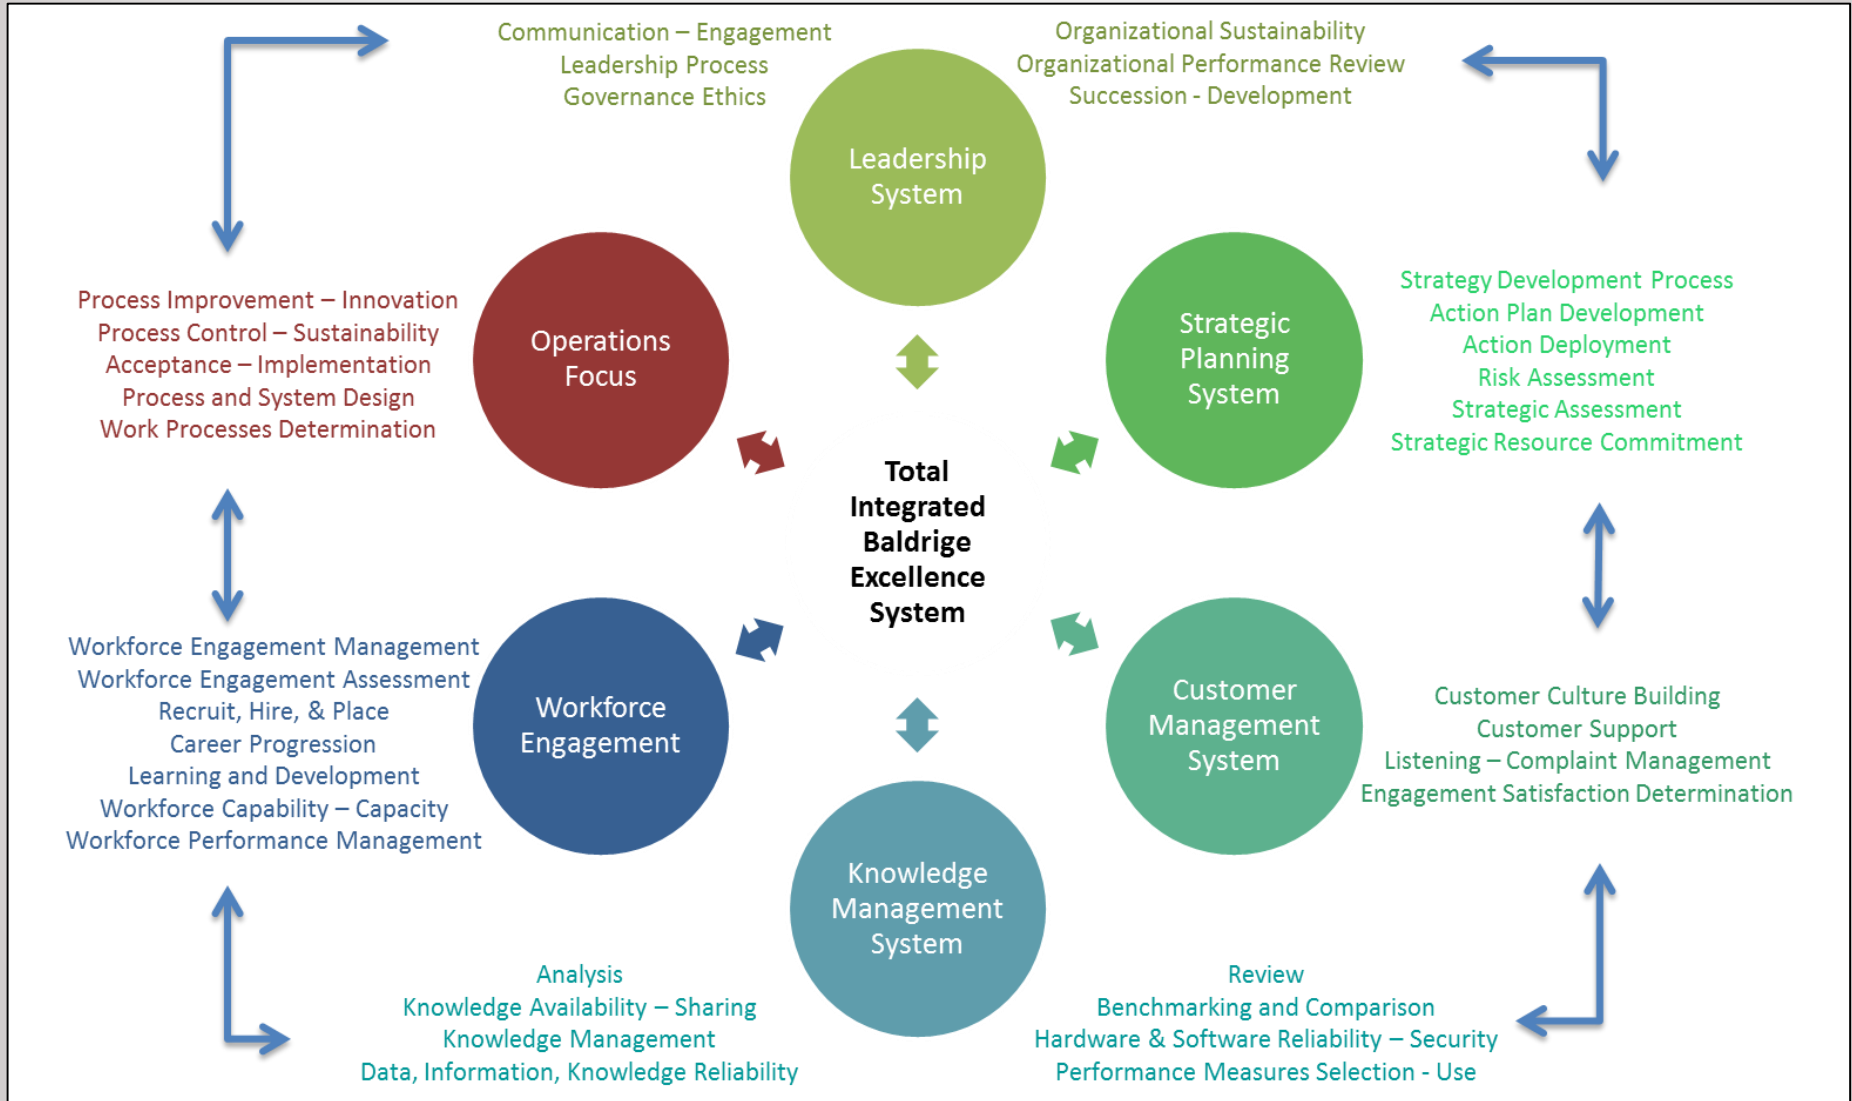 Communication – Engagement
Leadership Process
Governance Ethics
Organizational Sustainability
Organizational Performance Review
Succession - Development
Leadership
System
Process Improvement – Innovation
Process Control – Sustainability
Acceptance – Implementation
Process and System Design
Work Processes Determination
Operations
Focus
Strategic
Planning
System
Strategy Development Process
Action Plan Development
Action Deployment
Risk Assessment
Strategic Assessment
Strategic Resource Commitment
Total
Integrated
Baldrige
Excellence
System
Workforce Engagement Management
Workforce Engagement Assessment
Recruit, Hire, & Place
Career Progression
Learning and Development
Workforce Capability – Capacity
Workforce Performance Management
Workforce
Engagement
Customer
Management
System
Customer Culture Building
Customer Support
Listening – Complaint Management
Engagement Satisfaction Determination
Knowledge
Management
System
Analysis
Knowledge Availability – Sharing
Knowledge Management
Data, Information, Knowledge Reliability
Review
Benchmarking and Comparison
Hardware & Software Reliability – Security
Performance Measures Selection - Use